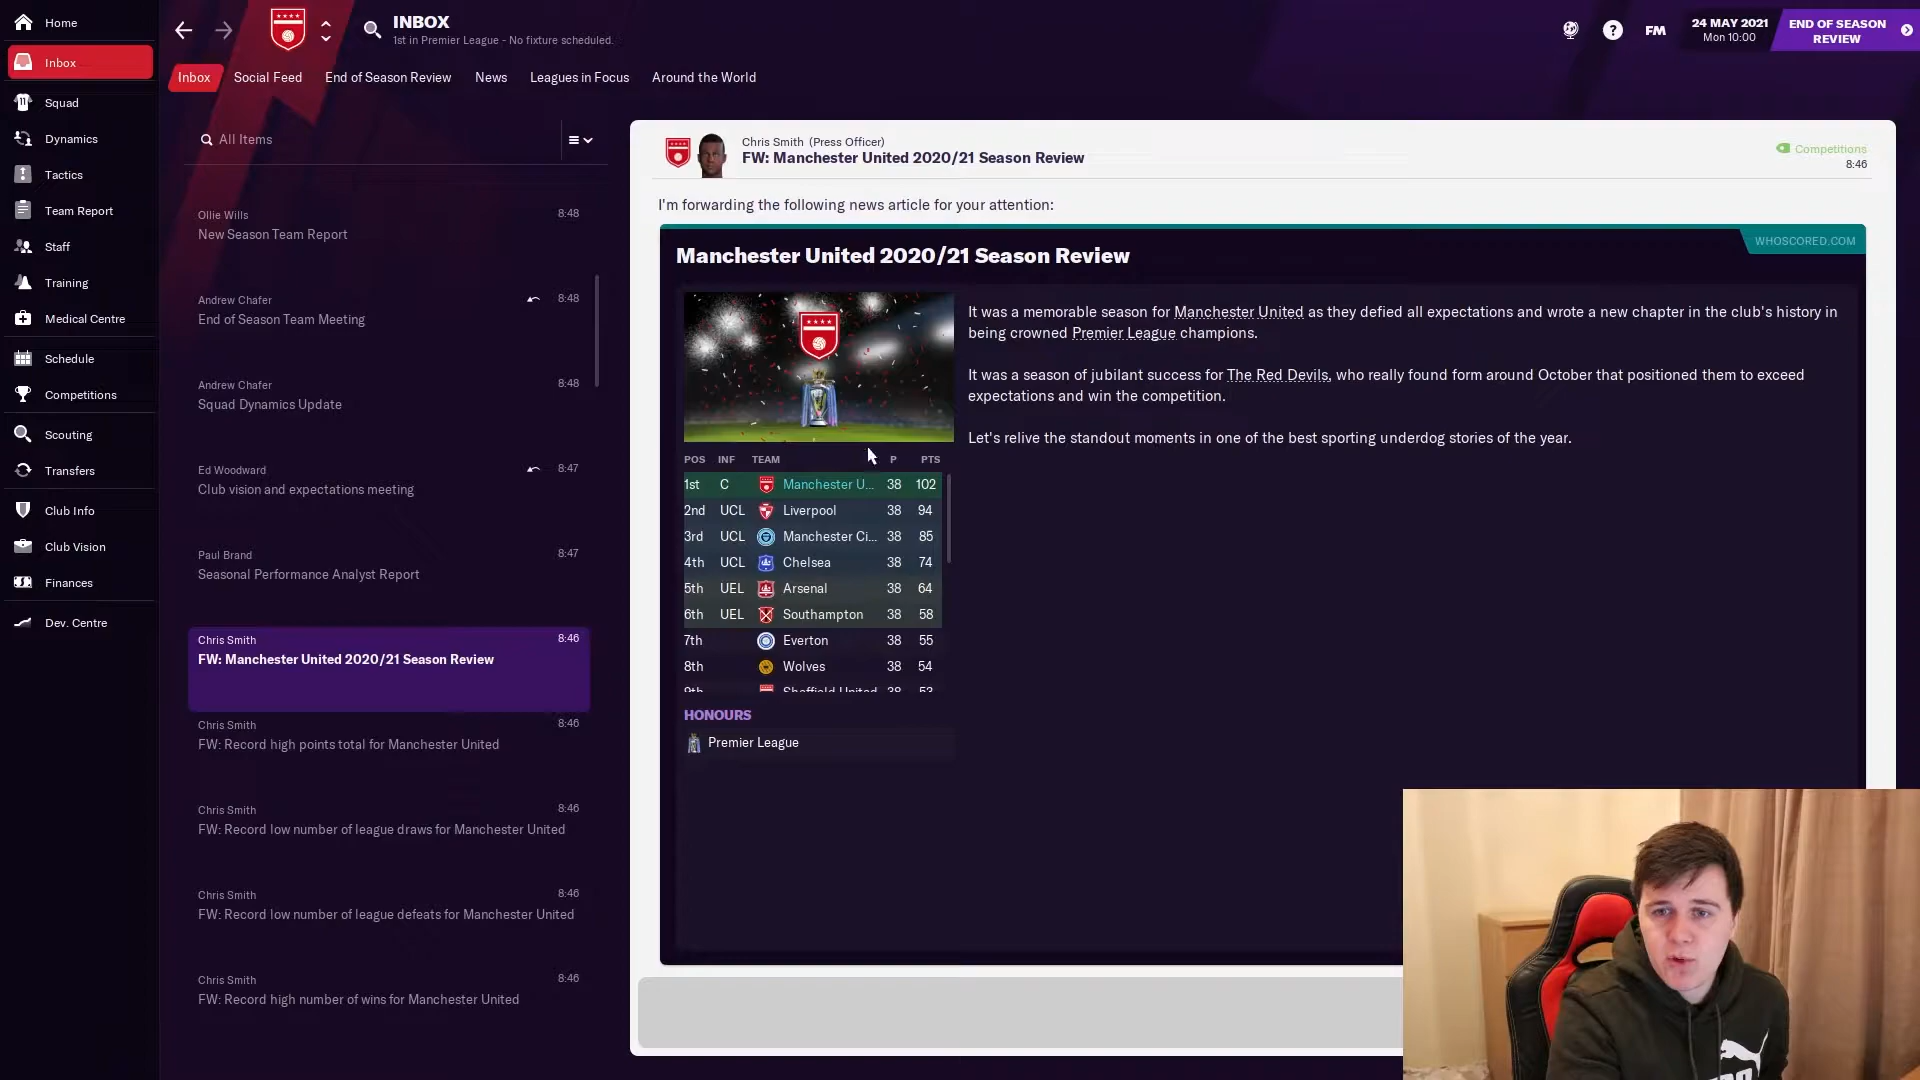 Home
Inbox
Squad
Dynamics
Tactics
Team Report
Staff
Training
Medical Centre
Schedule
Competitions
Scouting
Transfers
Club Info
Club Vision
Finances
Dev. Centre
INBOX
1st in Premier League - No fixture scheduled.
FM
24 MAY 2021
Mon 10:00
END OF SEASON
REVIEW
Inbox Social Feed End of Season Review News Leagues in Focus Around the World
All Items
Ollie Wills 8:48
New Season Team Report
Andrew Chafer 8:48
End of Season Team Meeting
Andrew Chafer 8:48
Squad Dynamics Update
Ed Woodward 8:47
Club vision and expectations meeting
Paul Brand 8:47
Seasonal Performance Analyst Report
Chris Smith 8:46
FW: Manchester United 2020/21 Season Review
Chris Smith 8:46
FW: Record high points total for Manchester United
Chris Smith 8:46
FW: Record low number of league draws for Manchester United
Chris Smith 8:46
FW: Record low number of league defeats for Manchester United
Chris Smith 8:46
FW: Record high number of wins for Manchester United
Chris Smith (Press Officer)
FW: Manchester United 2020/21 Season Review
Competitions
8:46
I'm forwarding the following news article for your attention:
WHOSCORED.COM
Manchester United 2020/21 Season Review
It was a memorable season for Manchester United as they defied all expectations and wrote a new chapter in the club's history in
being crowned Premier League champions.
It was a season of jubilant success for The Red Devils, who really found form around October that positioned them to exceed
expectations and win the competition.
Let's relive the standout moments in one of the best sporting underdog stories of the year.
POS INF TEAM P PTS
1st C Manchester U... 38 102
2nd UCL Liverpool 38 94
3rd UCL Manchester Ci... 38 85
4th UCL Chelsea 38 74
5th UEL Arsenal 38 64
6th UEL Southampton 38 58
7th Everton 38 55
8th Wolves 38 54
9th Sheffield United 38 53
HONOURS
Premier League